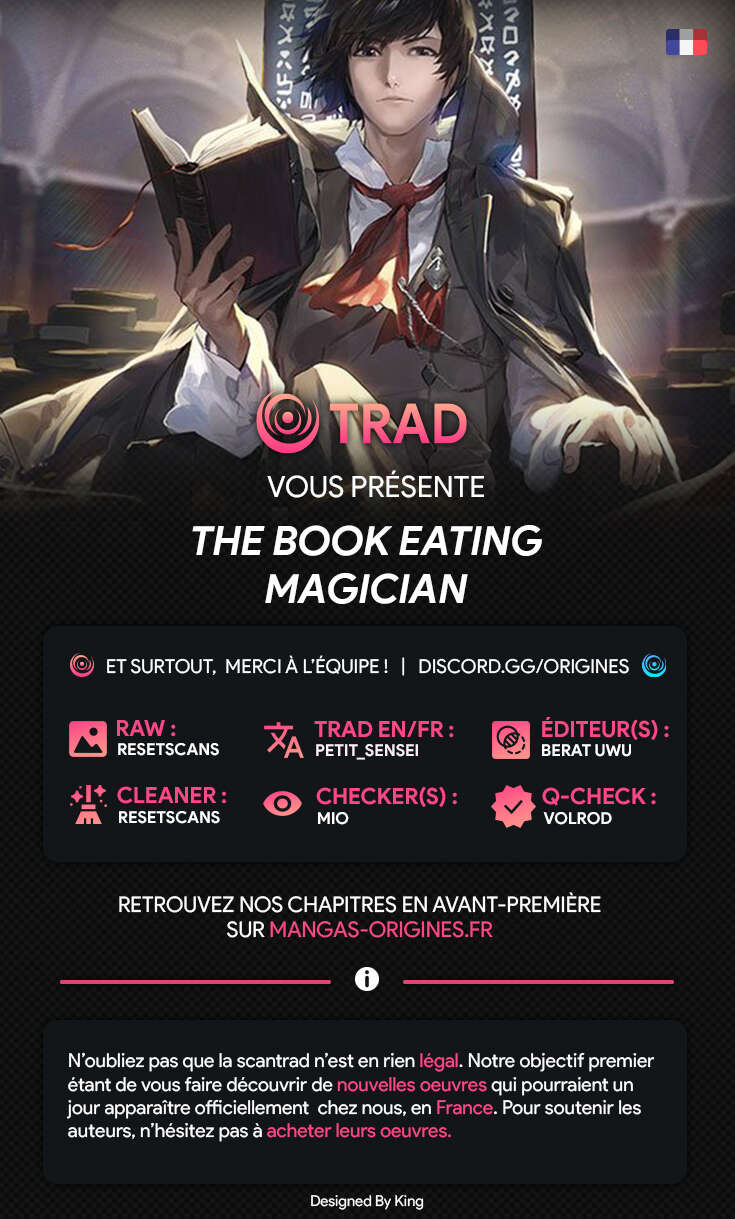 TRAD
VOUS PRÉSENTE
THE BOOK EATING
MAGICIAN
ET SURTOUT, MERCI À L'ÉQUIPE ! | DISCORD.GG/ORIGINES
RAW :
RESETSCANS
TRAD EN/FR :
PETIT_SENSEI
ÉDITEUR(S) :
BERAT UWU
CLEANER :
RESETSCANS
CHECKER(S) :
MIO
Q-CHECK :
VOLROD
RETROUVEZ NOS CHAPITRES EN AVANT-PREMIÈRE
SUR MANGAS-ORIGINES.FR
N'oubliez pas que la scantrad n'est en rien légal. Notre objectif premier
étant de vous faire découvrir de nouvelles oeuvres qui pourraient un
jour apparaître officiellement chez nous, en France. Pour soutenir les
auteurs, n'hésitez pas à acheter leurs oeuvres.
Designed By King